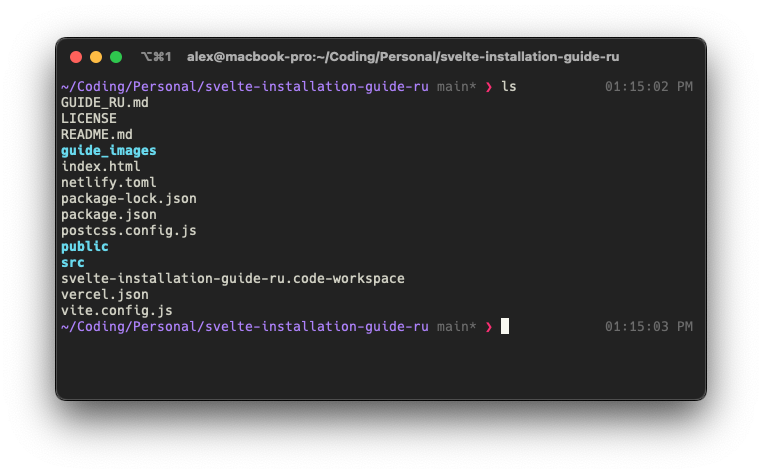 ⌥⌘1 alex@macbook-pro:~/Coding/Personal/svelte-installation-guide-ru
~/Coding/Personal/svelte-installation-guide-ru main* ❯ ls 01:15:02 PM
GUIDE_RU.md
LICENSE
README.md
guide_images
index.html
netlify.toml
package-lock.json
package.json
postcss.config.js
public
src
svelte-installation-guide-ru.code-workspace
vercel.json
vite.config.js
~/Coding/Personal/svelte-installation-guide-ru main* ❯ 01:15:03 PM